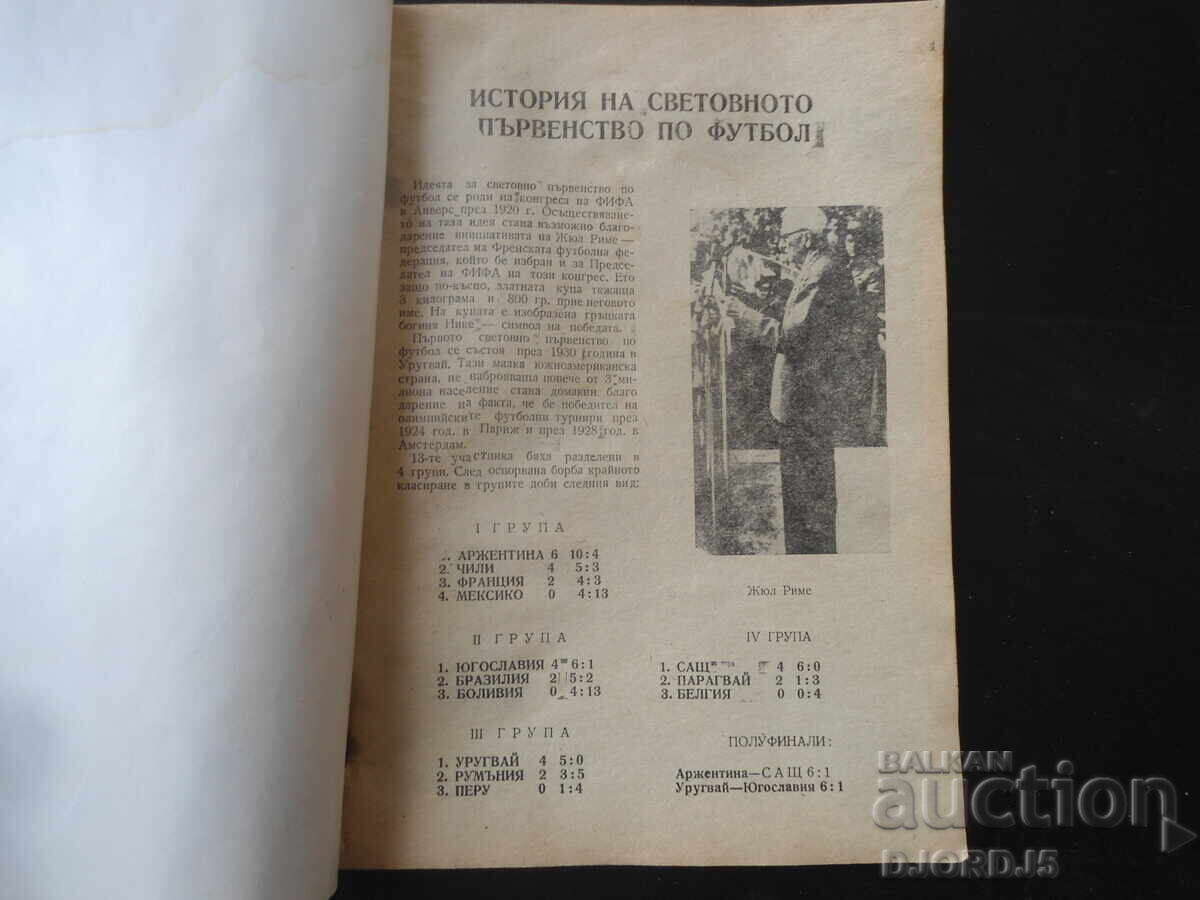 ИСТОРИЯ НА СВЕТОВНОТО
ПЪРВЕНСТВО ПО ФУТБОЛ
Идеята за световно първенство по
футбол се роди на конгреса на ФИФА
в Анверс прса 1920 г. Осъществяване-
то на тази идея стана възможно благо-
дарение инициативата на Жюл Риме —
председател на Френската футболна фе-
дерация, който бе избран и за Предсе-
дател на ФИФА на този конгрес. Его
защо по-късно, златната купа тежаща
3 килограма и 800 гр. прие неговото
име. На купата е изобразена гръцката
богиня Нике — символ на победата.
Първото световно първенство по
футбол се състоя през 1930 година в
Уругвай. Тази малка южноамериканска
страна, не наброяваща повече от 3 ми-
лиона население стана домакин благо
дарение на факта, че бе победител на
олимпийските футболни турнири през
1924 год. в Париж и през 1928 год. в
Амстердам.
13-те участника бяха разделени в
4 групи. След оспорвана борба крайното
класиране в групите доби следния вид:
Жюл Риме
I ГРУПА
1. АРЖЕНТИНА 6 10:4
2. ЧИЛИ 4 5:3
3. ФРАНЦИЯ 2 4:3
4. МЕКСИКО 0 4:13
II ГРУПА
1. ЮГОСЛАВИЯ 4 6:1
2. БРАЗИЛИЯ 2 5:2
3. БОЛИВИЯ 0 4:13
III ГРУПА
1. УРУГВАЙ 4 5:0
2. РУМЪНИЯ 2 3:5
3. ПЕРУ 0 1:4
IV ГРУПА
1. САЩ 4 6:0
2. ПАРАГВАЙ 2 1:3
3. БЕЛГИЯ 0 0:4
ПОЛУФИНАЛИ:
Аржентина—САЩ 6:1
Уругвай—Югославия 6:1
BALKAN
auction
DJORDJ5